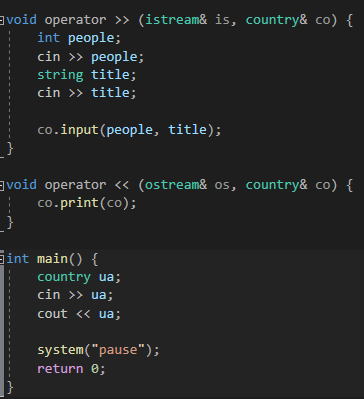 void operator >> (istream& is, country& co) {
int people;
cin >> people;
string title;
cin >> title;
co.input(people, title);
}
void operator << (ostream& os, country& co) {
co.print(co);
}
int main() {
country ua;
cin >> ua;
cout << ua;
system("pause");
return 0;
}